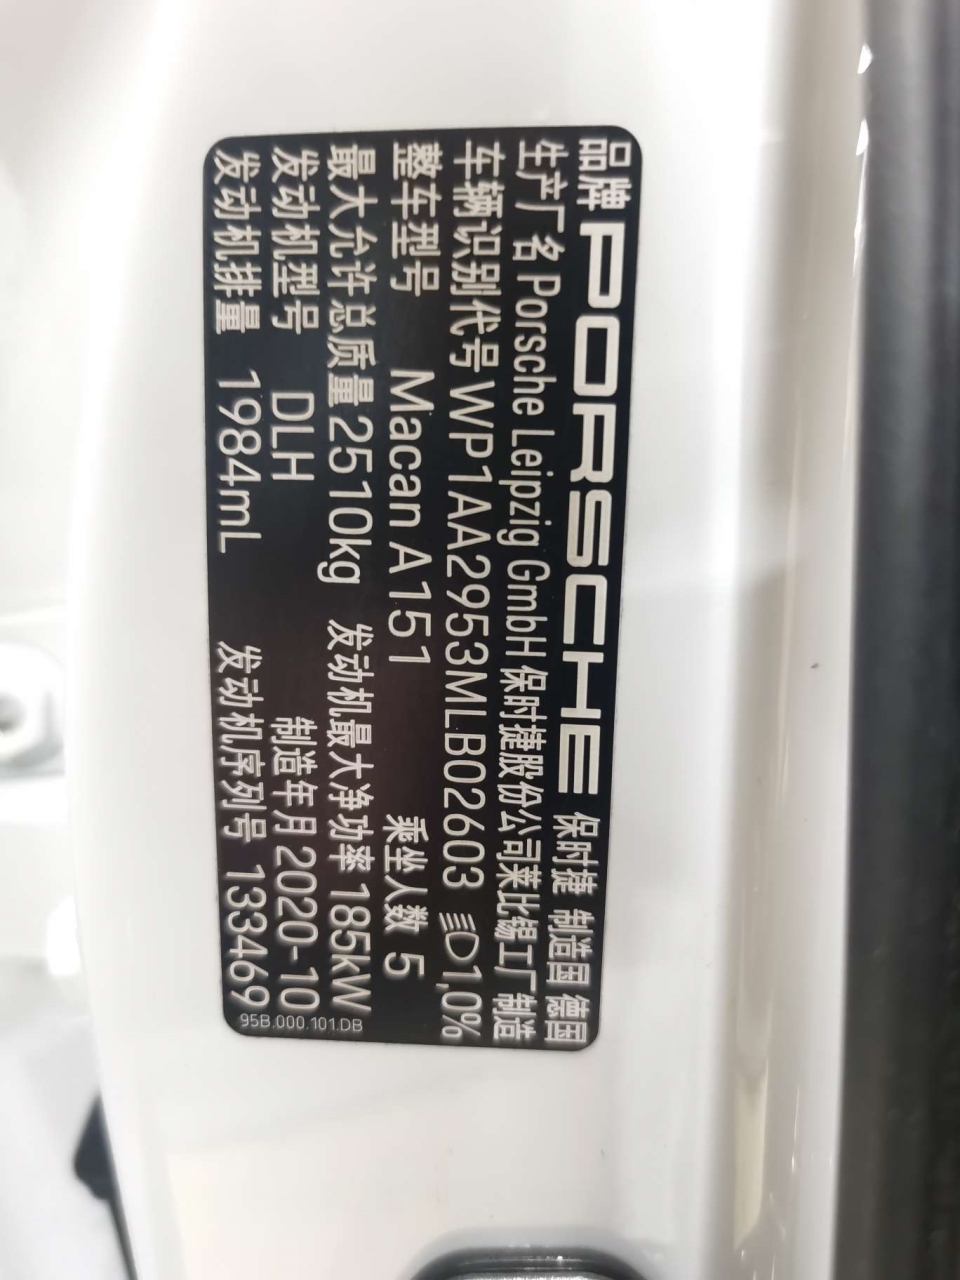 品牌 PORSCHE 保时捷 制造国 德国
生产厂名 Porsche Leipzig GmbH 保时捷股份公司莱比锡工厂 制造
车辆识别代号 WP1AA2953MLB02603 1,0%
整车型号 Macan A151 乘坐人数 5
最大允许总质量 2510kg 发动机最大净功率 185kW
发动机型号 DLH 制造年月 2020-10
发动机排量 1984mL 发动机序列号 133469
95B.000.101.DB